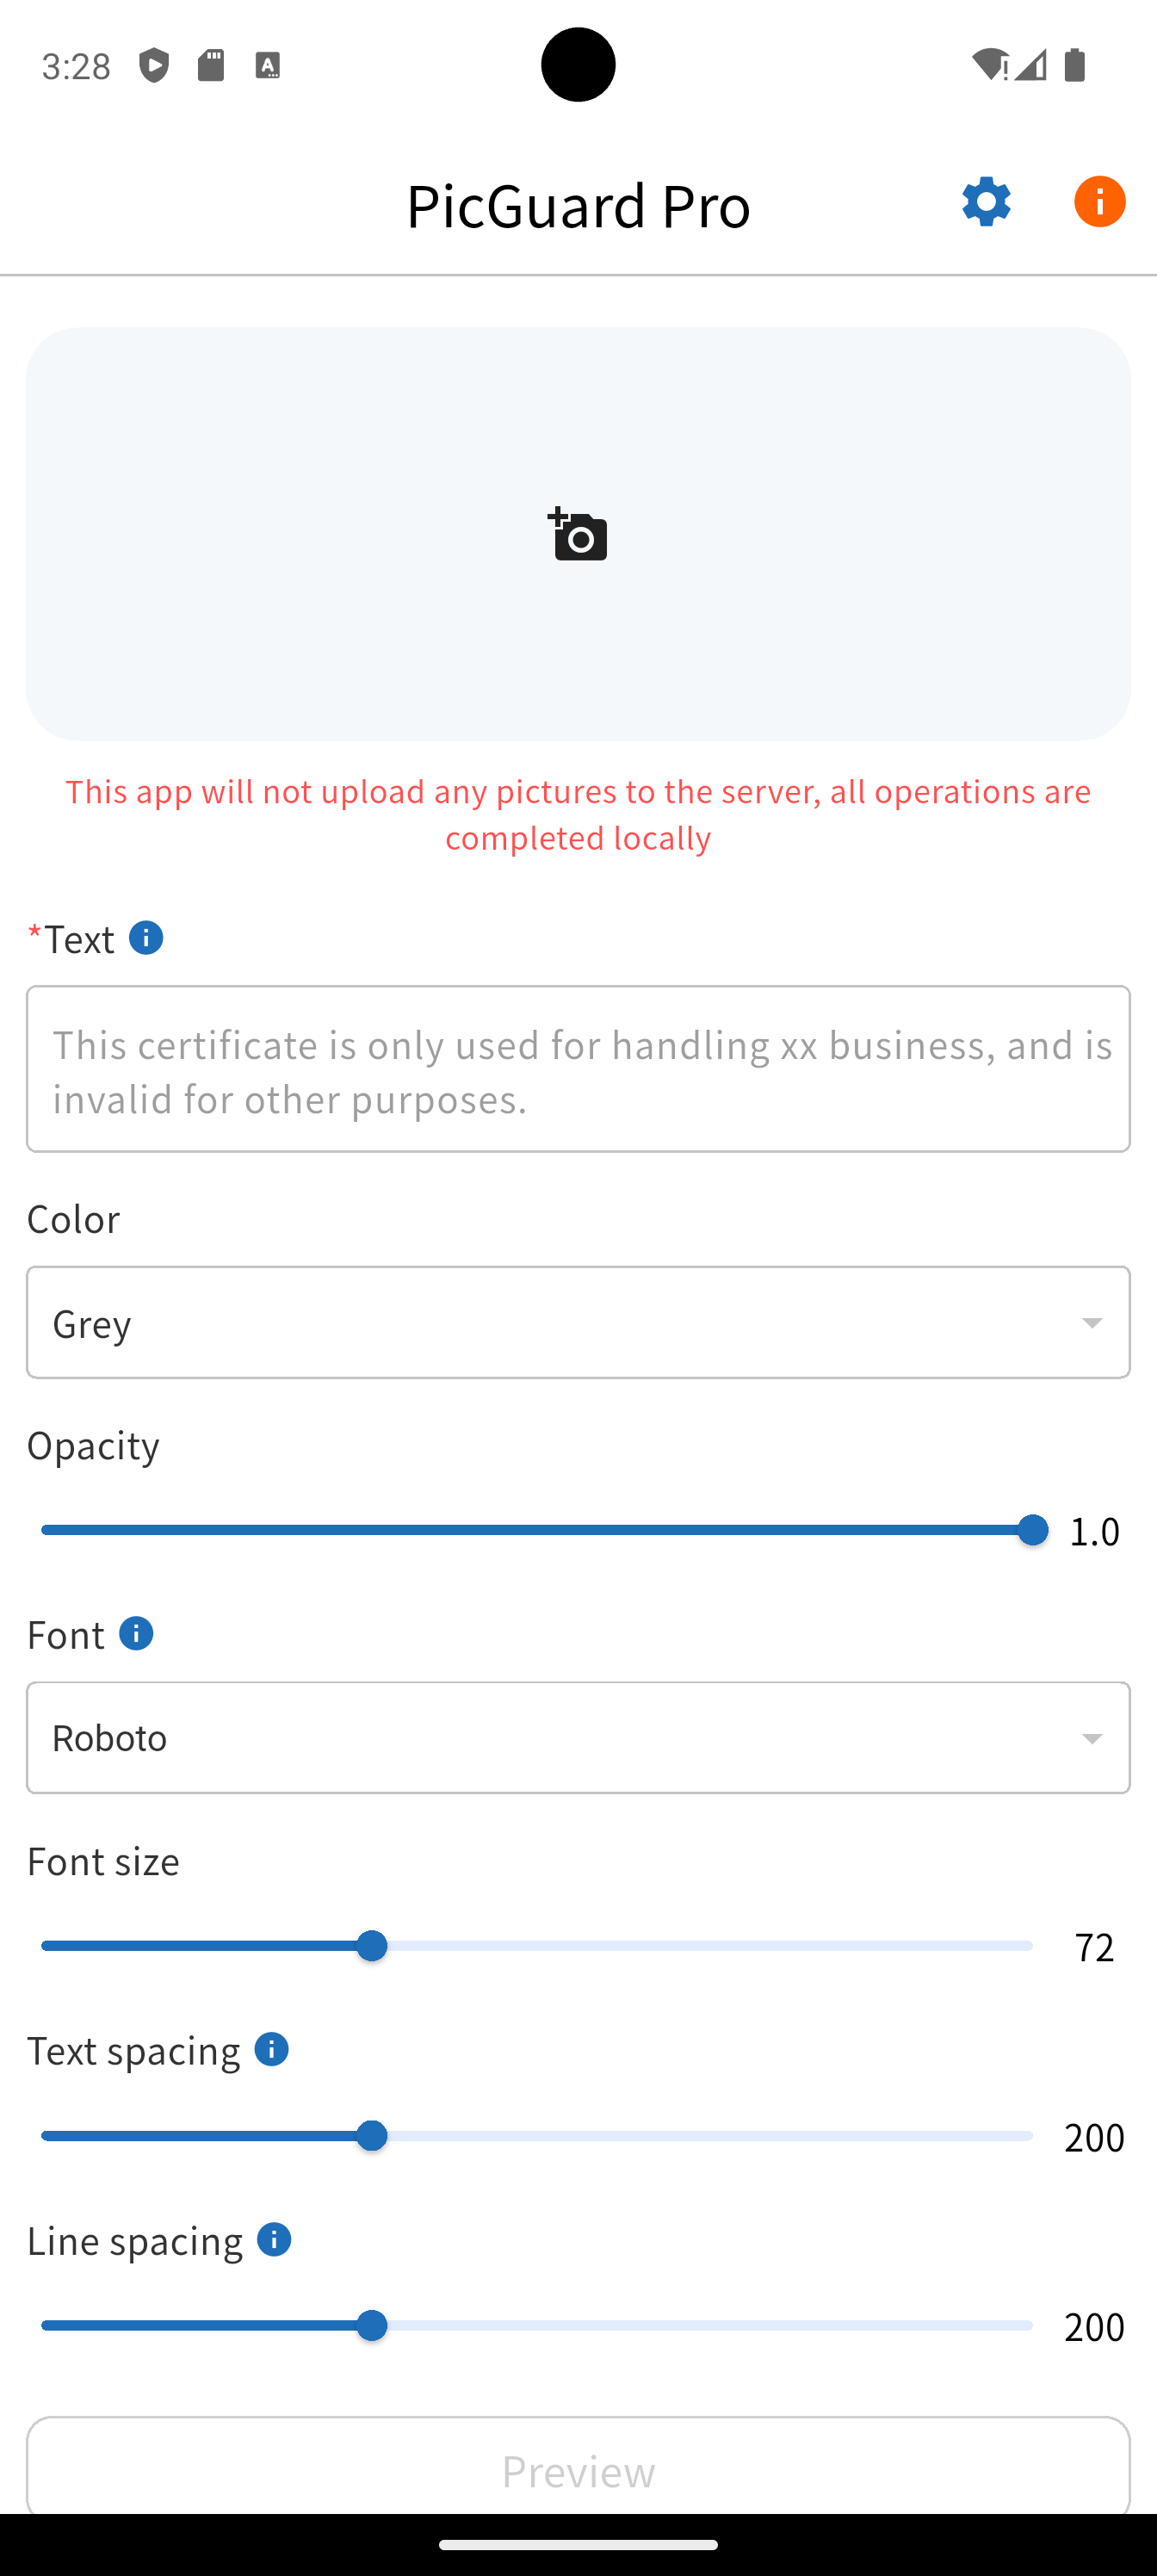 3:28
PicGuard Pro
This app will not upload any pictures to the server, all operations are
completed locally
*Text
This certificate is only used for handling xx business, and is
invalid for other purposes.
Color
Grey
Opacity
1.0
Font
Roboto
Font size
72
Text spacing
200
Line spacing
200
Preview